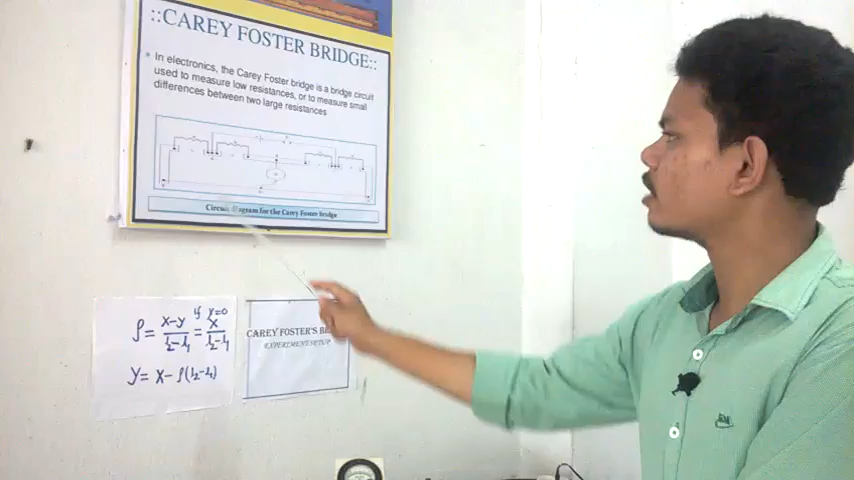 ::CAREY FOSTER BRIDGE::
In electronics, the Carey Foster bridge is a bridge circuit
used to measure low resistances, or to measure small
differences between two large resistances
Circuit diagram for the Carey Foster bridge
ρ = x-y / l₂-l₁ if y=0 = x / l₂-l₁
y = x - ρ(l₂-l₁)
CAREY FOSTER'S
EXPERIMENT SETUP